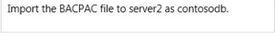 Import the BACPAC file to server2 as contosodb.